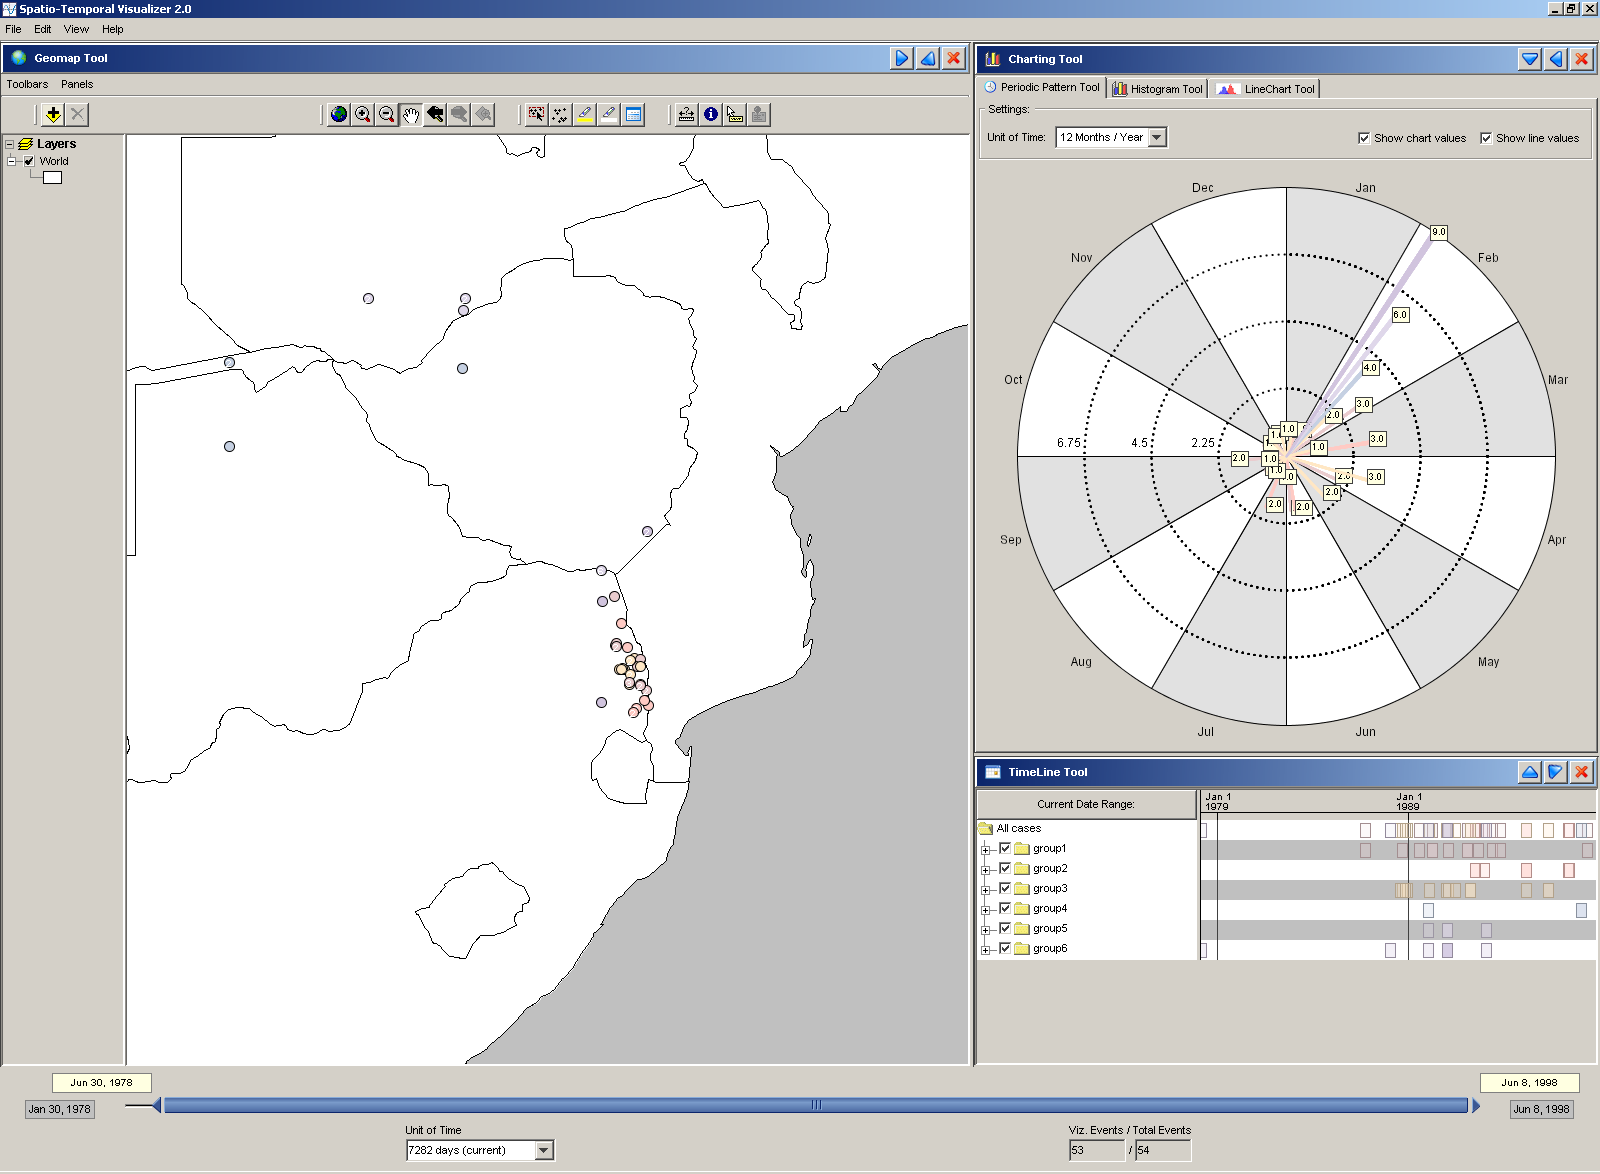 Spatio-Temporal Visualizer 2.0
File Edit View Help
Geomap Tool
Toolbars Panels
Layers
World
Charting Tool
Periodic Pattern Tool Histogram Tool LineChart Tool
Settings:
Unit of Time: 12 Months / Year Show chart values Show line values
Dec Jan
9.0
Nov Feb
6.0
4.0
Oct Mar
3.0
2.0
1.0
1.0
3.0
6.75 4.5 2.25
1.0
2.0 1.0
1.0
2.0 3.0
2.0
2.0 2.0
Sep Apr
Aug May
Jul Jun
TimeLine Tool
Current Date Range:
Jan 1 Jan 1
1979 1989
All cases
group1
group2
group3
group4
group5
group6
Jun 30, 1978 Jun 8, 1998
Jan 30, 1978 Jun 8, 1998
Unit of Time Viz. Events / Total Events
7282 days (current) 53 / 54